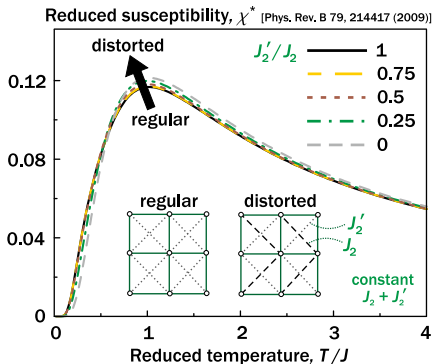 Reduced susceptibility, χ* [Phys. Rev. B 79, 214417 (2009)]
distorted
regular
J₂′/J₂
1
0.75
0.5
0.25
0
0.12
0.08
0.04
0
regular
distorted
J₂′
J₂
constant
J₂ + J₂′
0 1 2 3 4
Reduced temperature, T/J